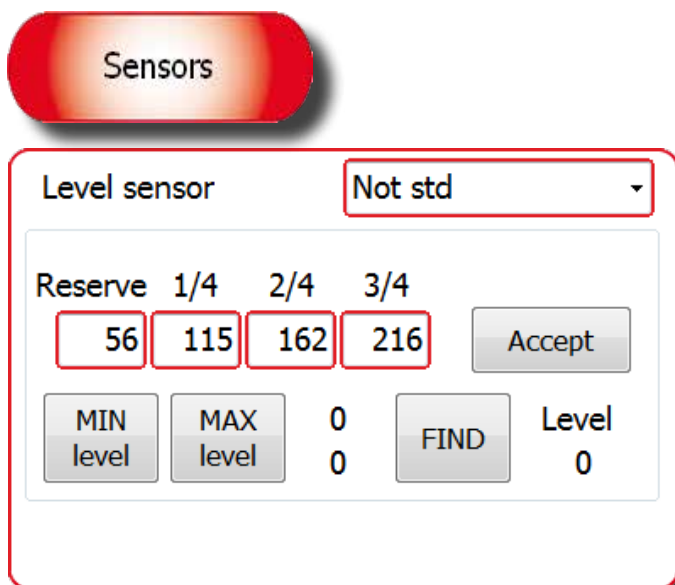 Sensors
Level sensor Not std
Reserve 1/4 2/4 3/4
56 115 162 216 Accept
MIN level MAX level 0 0 FIND Level 0